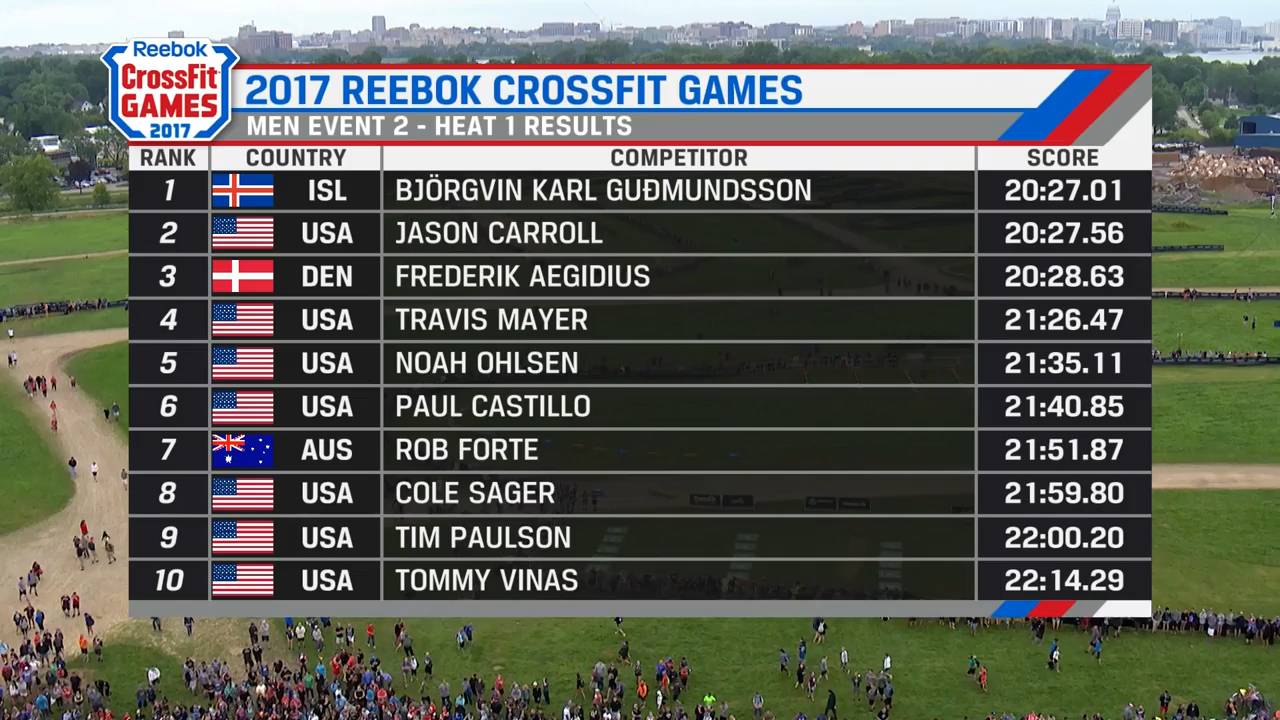 Reebok
CrossFit
GAMES
2017
2017 REEBOK CROSSFIT GAMES
MEN EVENT 2 - HEAT 1 RESULTS
RANK COUNTRY COMPETITOR SCORE
1 ISL BJÖRGVIN KARL GUÐMUNDSSON 20:27.01
2 USA JASON CARROLL 20:27.56
3 DEN FREDERIK AEGIDIUS 20:28.63
4 USA TRAVIS MAYER 21:26.47
5 USA NOAH OHLSEN 21:35.11
6 USA PAUL CASTILLO 21:40.85
7 AUS ROB FORTE 21:51.87
8 USA COLE SAGER 21:59.80
9 USA TIM PAULSON 22:00.20
10 USA TOMMY VINAS 22:14.29